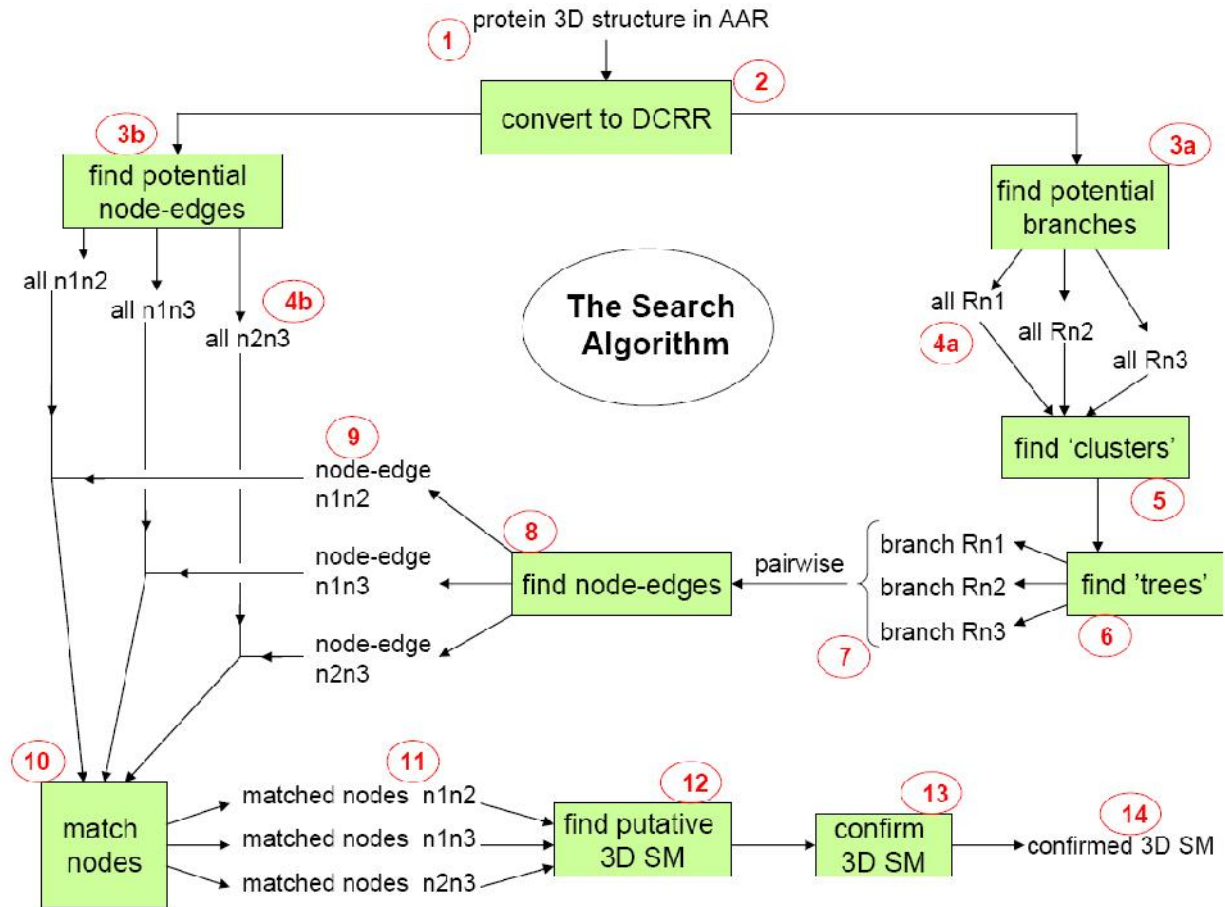 1
protein 3D structure in AAR
2
convert to DCRR
3b
find potential
node-edges
3a
find potential
branches
all n1n2
all n1n3
4b
all n2n3
The Search
Algorithm
all Rn1
4a
all Rn2
all Rn3
find ‘clusters’
5
9
node-edge
n1n2
8
node-edge
n1n3
find node-edges
node-edge
n2n3
pairwise
branch Rn1
branch Rn2
branch Rn3
7
find ’trees’
6
10
match
nodes
11
matched nodes n1n2
matched nodes n1n3
matched nodes n2n3
12
find putative
3D SM
13
confirm
3D SM
14
confirmed 3D SM